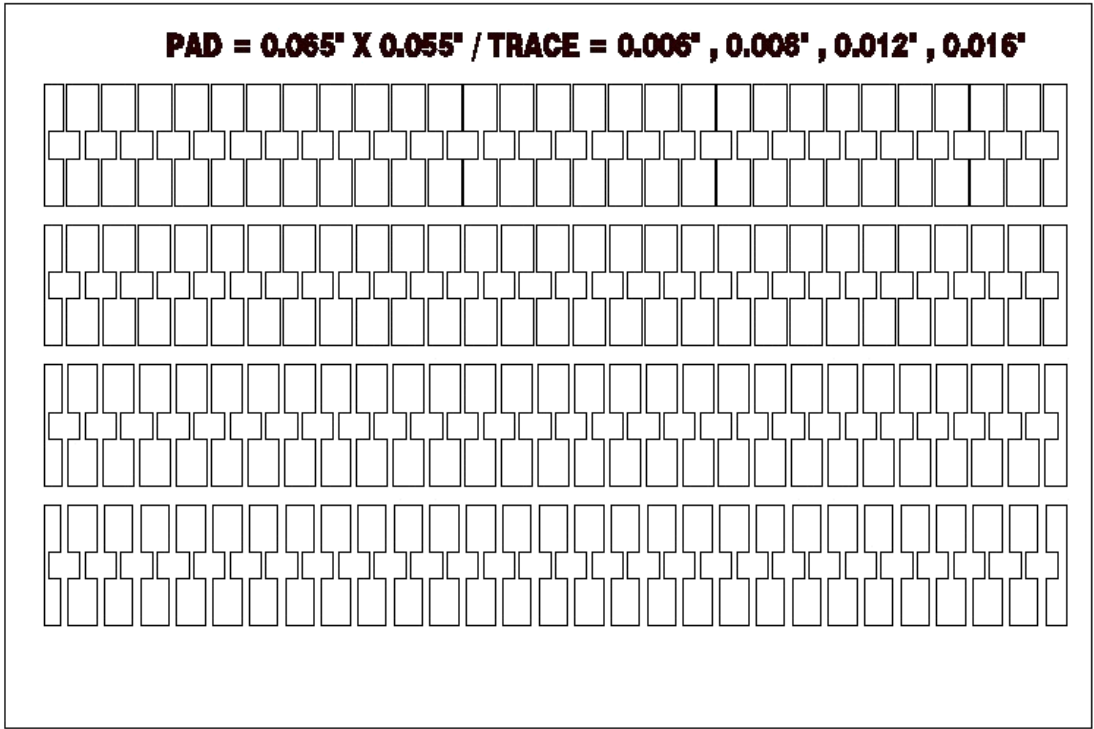 PAD = 0.065" X 0.055" / TRACE = 0.006" , 0.008" , 0.012" , 0.016"